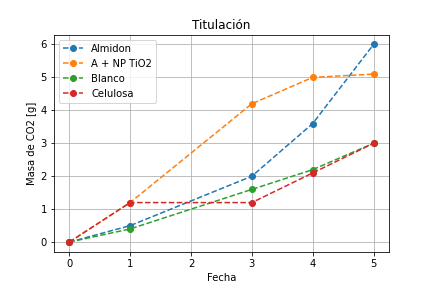 Titulación
Masa de CO2 [g]
6
5
4
3
2
1
0
Almidon
A + NP TiO2
Blanco
Celulosa
0 1 2 3 4 5
Fecha